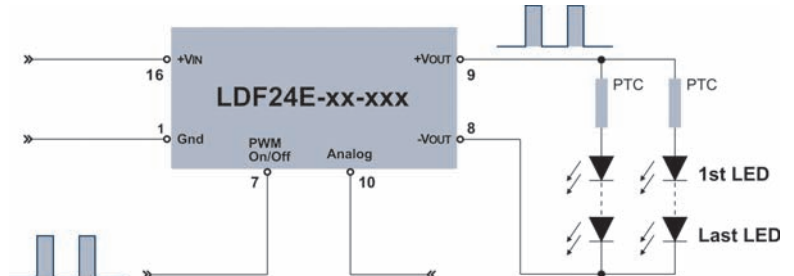 +VIN
+VOUT
16
9
PTC
PTC
LDF24E-xx-xxx
1
Gnd
-VOUT
8
PWM
On/Off
Analog
7
10
1st LED
Last LED